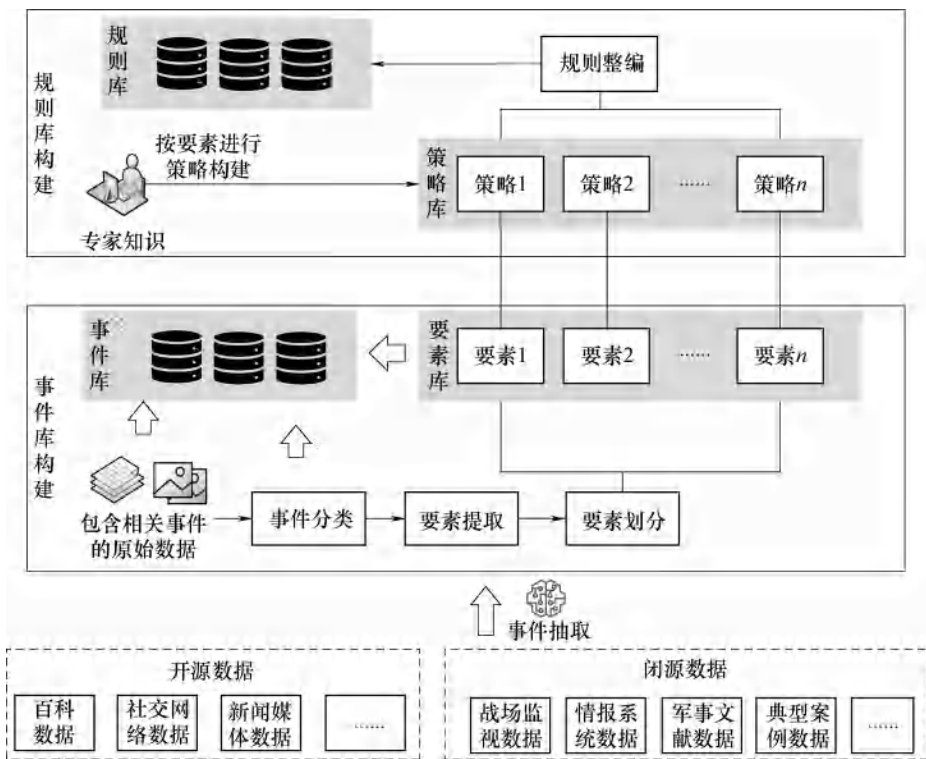 规则库构建
规则库
规则整编
按要素进行
策略构建
专家知识
策略库
策略1
策略2
……
策略n
事件库构建
事件库
要素库
要素1
要素2
……
要素n
包含相关事件
的原始数据
事件分类
要素提取
要素划分
事件抽取
开源数据
百科
数据
社交网
络数据
新闻媒
体数据
……
闭源数据
战场监
视数据
情报系
统数据
军事文
献数据
典型案
例数据
……